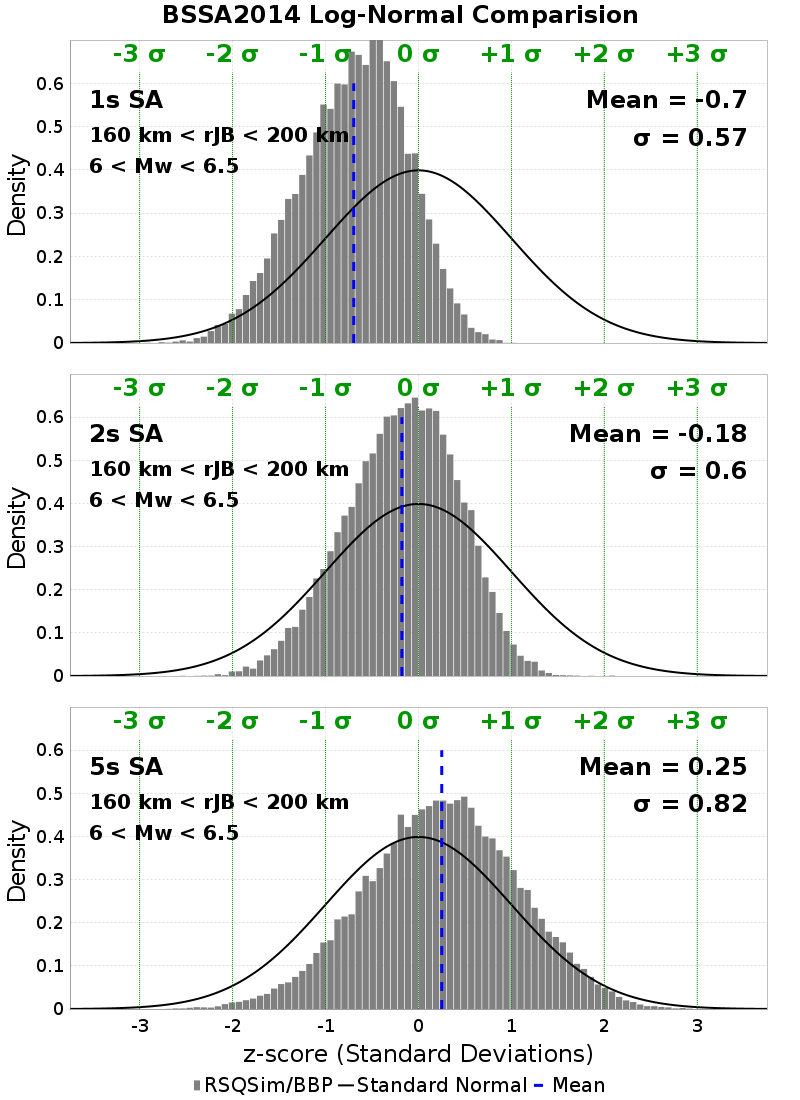 BSSA2014 Log-Normal Comparision
-3 σ -2 σ -1 σ 0 σ +1 σ +2 σ +3 σ
1s SA
Mean = -0.7
160 km < rJB < 200 km
σ = 0.57
6 < Mw < 6.5
0.6
0.5
0.4
0.3
0.2
0.1
0
Density
-3 σ -2 σ -1 σ 0 σ +1 σ +2 σ +3 σ
2s SA
Mean = -0.18
160 km < rJB < 200 km
σ = 0.6
6 < Mw < 6.5
0.6
0.5
0.4
0.3
0.2
0.1
0
Density
-3 σ -2 σ -1 σ 0 σ +1 σ +2 σ +3 σ
5s SA
Mean = 0.25
160 km < rJB < 200 km
σ = 0.82
6 < Mw < 6.5
0.6
0.5
0.4
0.3
0.2
0.1
0
Density
-3 -2 -1 0 1 2 3
z-score (Standard Deviations)
RSQSim/BBP Standard Normal Mean